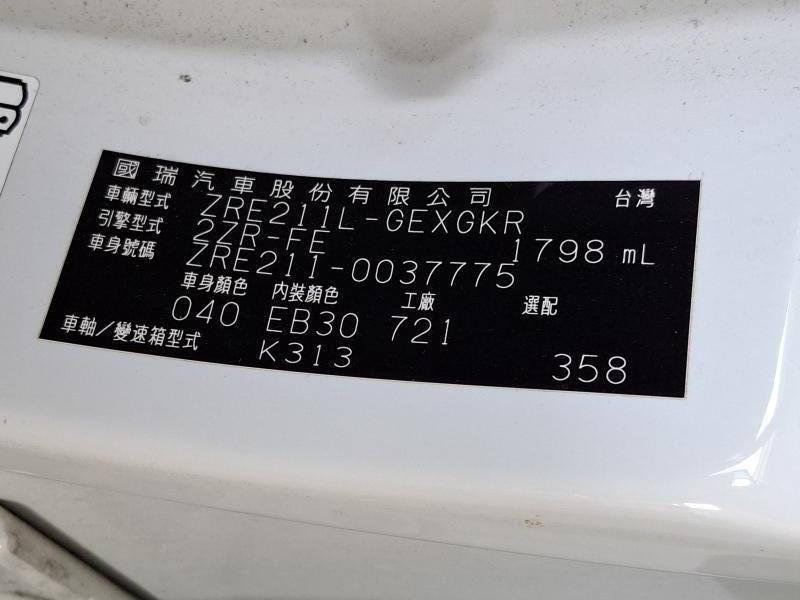 國瑞汽車股份有限公司 台灣
車輛型式 ZRE211L-GEXGKR
引擎型式 2ZR-FE 1798 mL
車身號碼 ZRE211-0037775
車身顏色 內裝顏色 工廠 選配
040 EB30 721
車軸/變速箱型式 K313 358